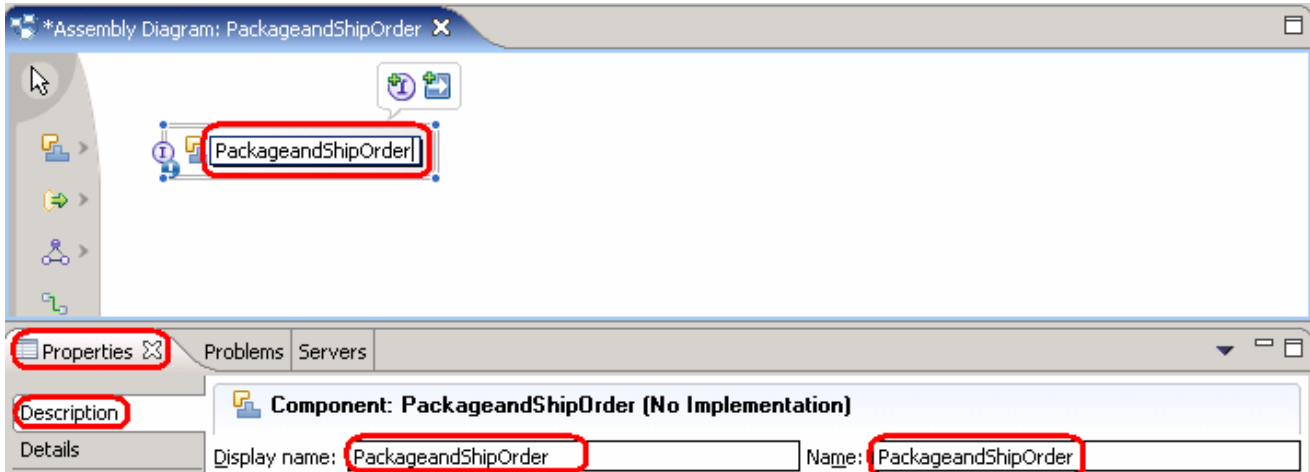 *Assembly Diagram: PackageandShipOrder
PackageandShipOrder
Properties Problems Servers
Description
Component: PackageandShipOrder (No Implementation)
Details
Display name: PackageandShipOrder Name: PackageandShipOrder